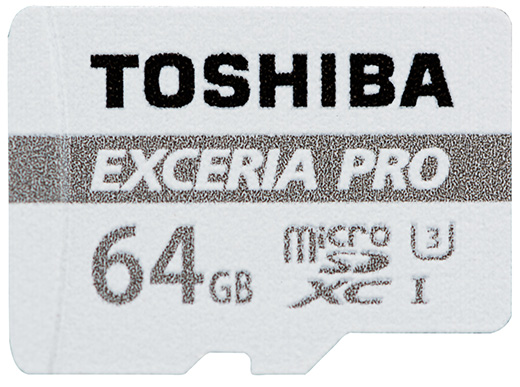 TOSHIBA
EXCERIA PRO
64GB
micro SD XC I U3